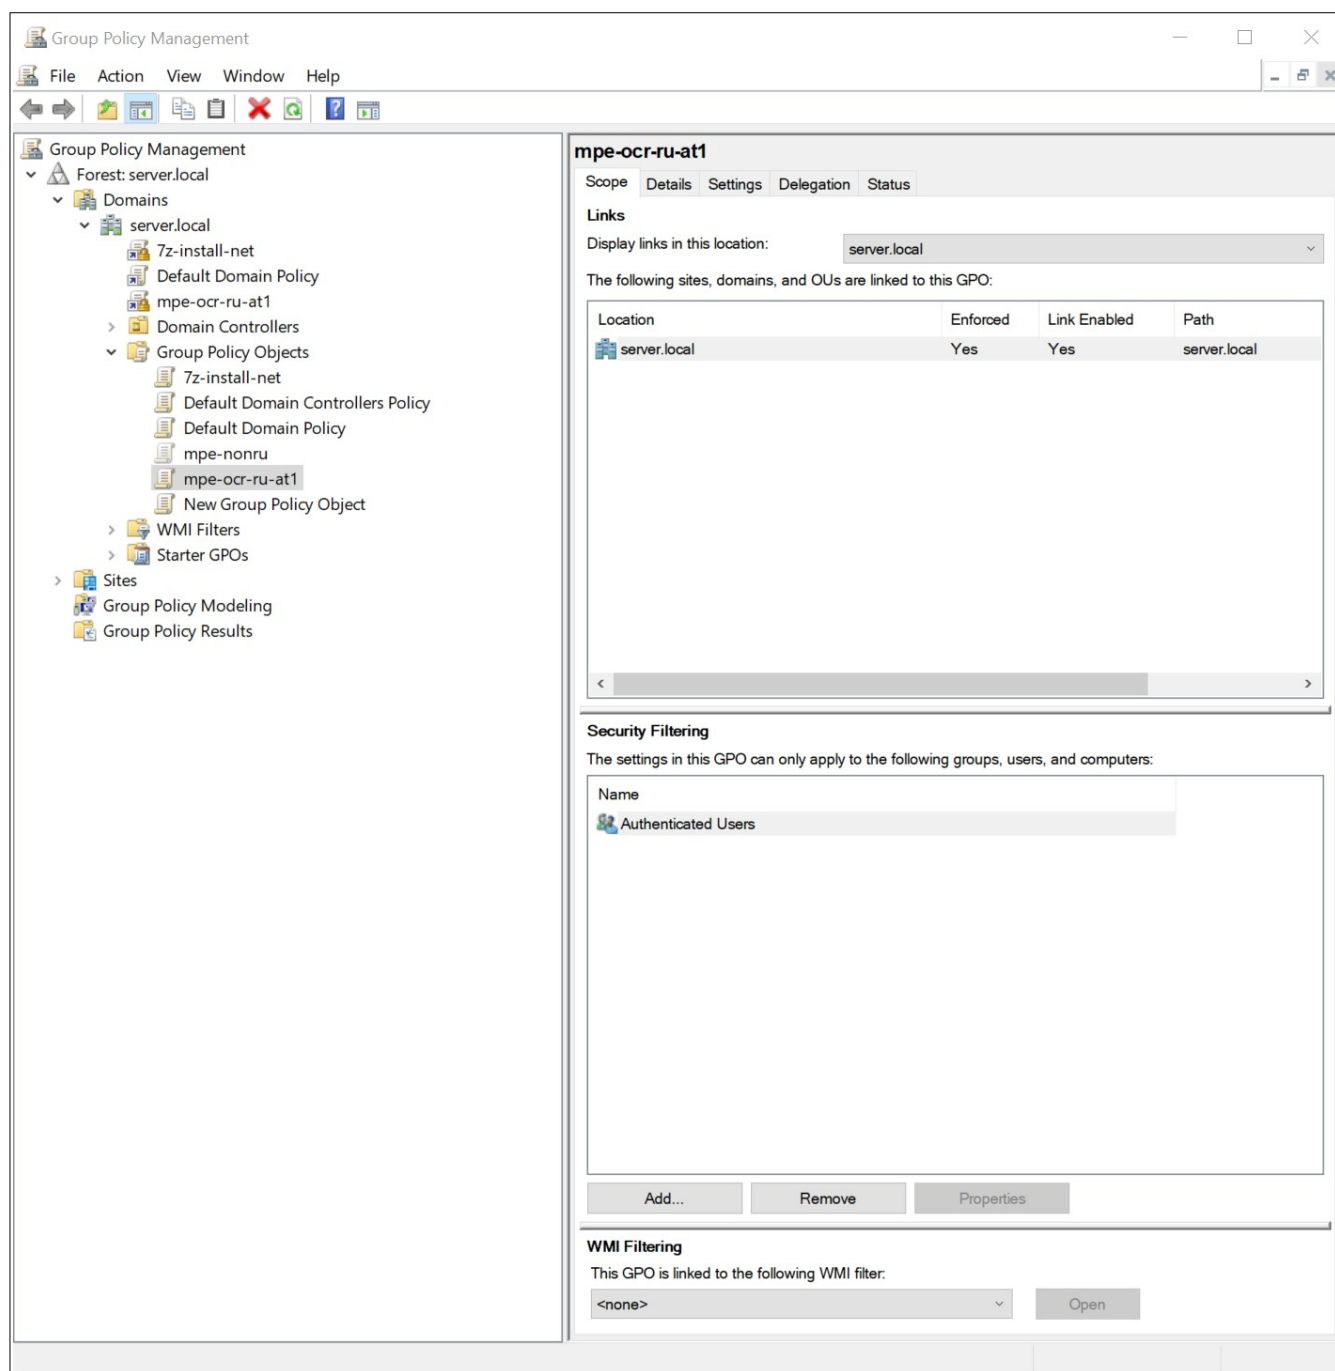 Group Policy Management
File Action View Window Help
Group Policy Management
Forest: server.local
Domains
server.local
7z-install-net
Default Domain Policy
mpe-ocr-ru-at1
Domain Controllers
Group Policy Objects
7z-install-net
Default Domain Controllers Policy
Default Domain Policy
mpe-nonru
mpe-ocr-ru-at1
New Group Policy Object
WMI Filters
Starter GPOs
Sites
Group Policy Modeling
Group Policy Results
mpe-ocr-ru-at1
Scope Details Settings Delegation Status
Links
Display links in this location: server.local
The following sites, domains, and OUs are linked to this GPO:
Location Enforced Link Enabled Path
server.local Yes Yes server.local
Security Filtering
The settings in this GPO can only apply to the following groups, users, and computers:
Name
Authenticated Users
Add... Remove Properties
WMI Filtering
This GPO is linked to the following WMI filter:
<none> Open